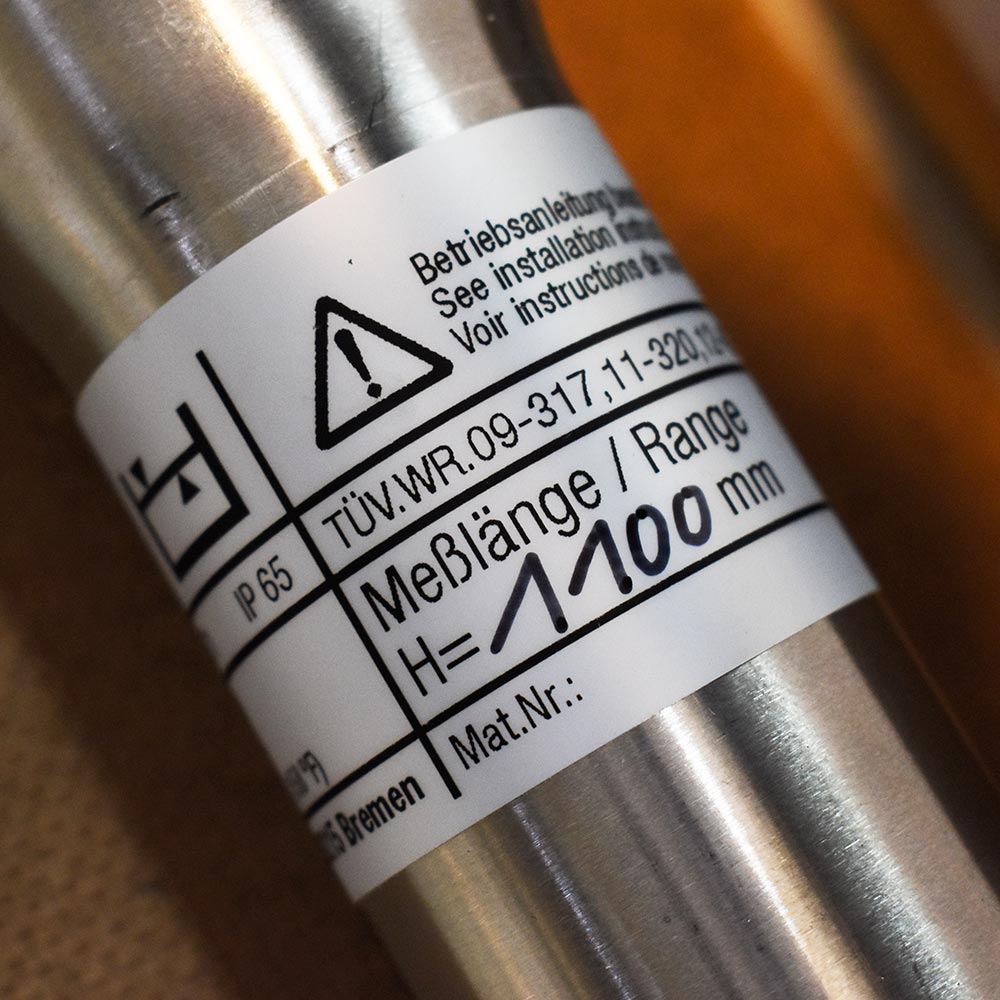 Betriebsanleitung
See installation
Voir instructions
TÜV.WR.09-317,11-320,
IP 65
Meßlänge / Range
H=1100 mm
Mat.Nr.:
Bremen